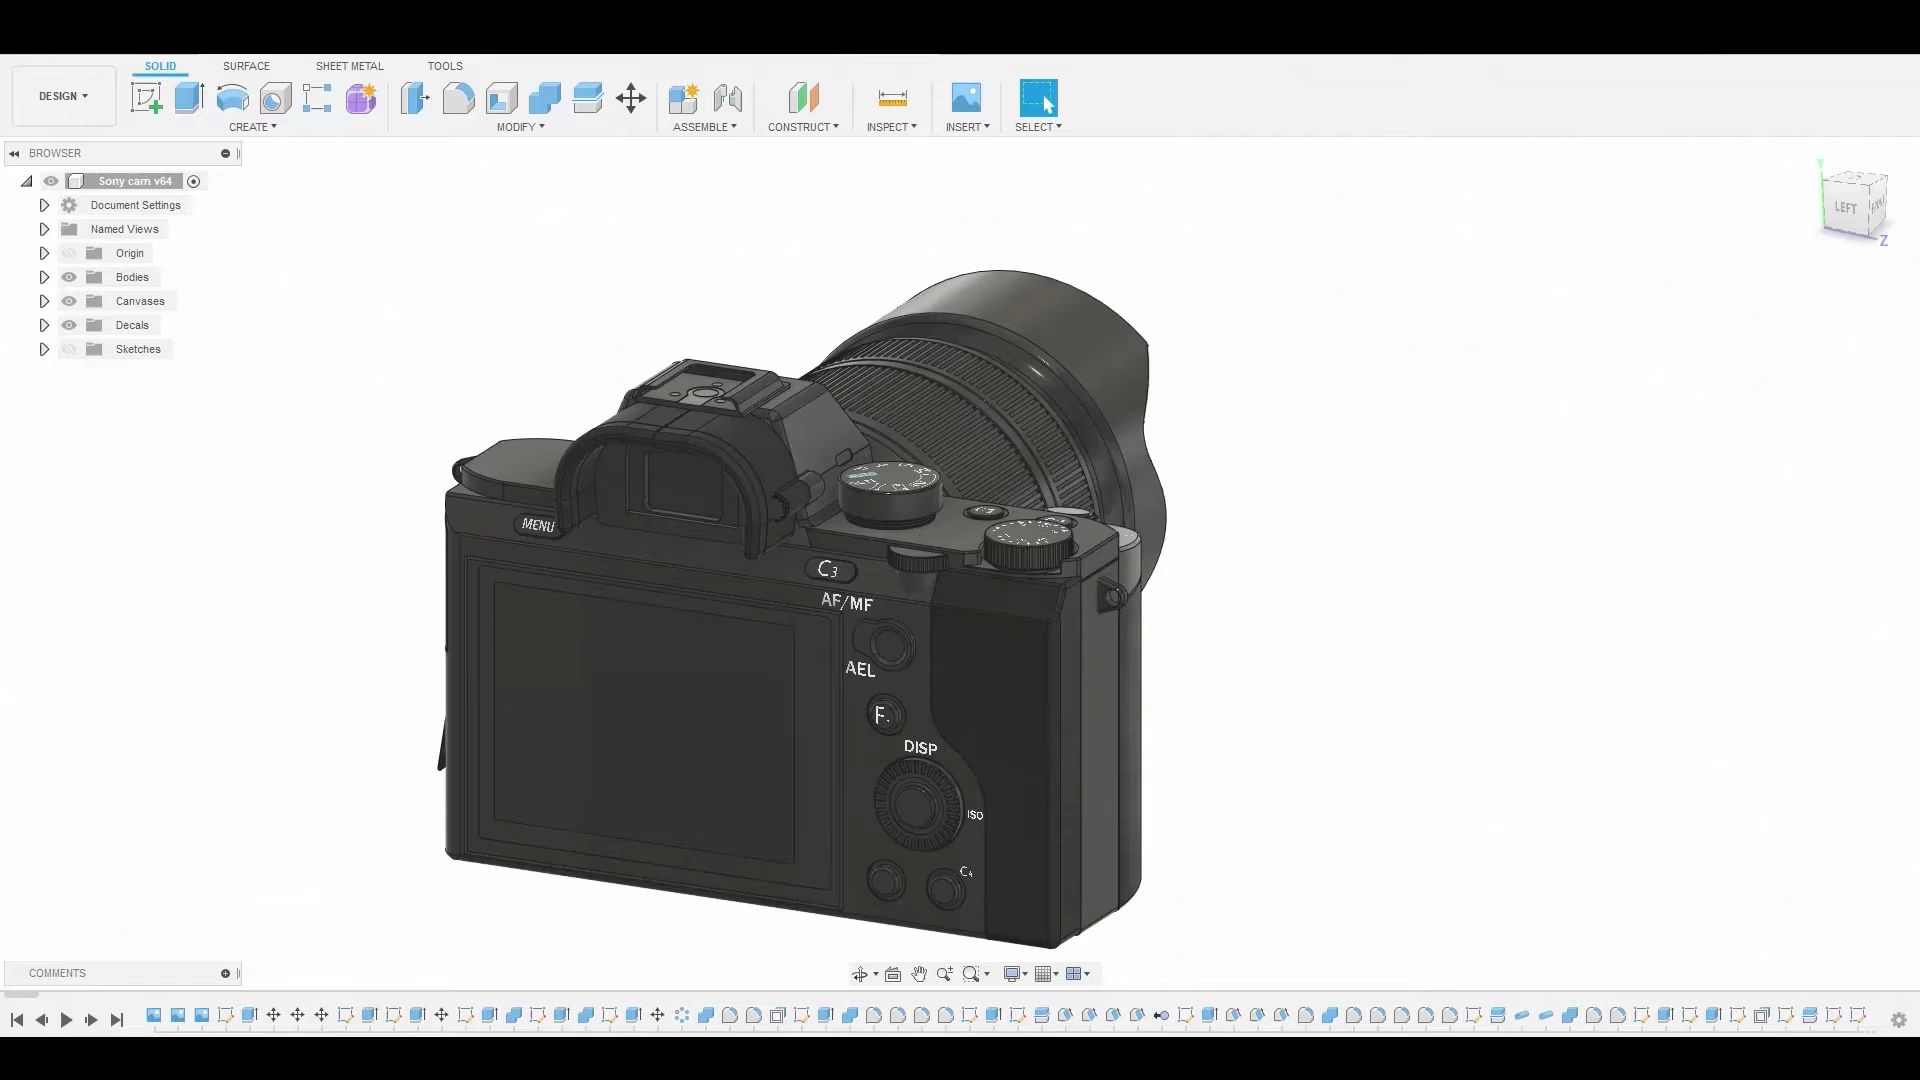 SOLID SURFACE SHEET METAL TOOLS
DESIGN
CREATE MODIFY ASSEMBLE CONSTRUCT INSPECT INSERT SELECT
BROWSER
Sony cam v64
Document Settings
Named Views
Origin
Bodies
Canvases
Decals
Sketches
Y
LEFT
Z
MENU
C3
AF/MF
AEL
F.
DISP
ISO
C4
COMMENTS